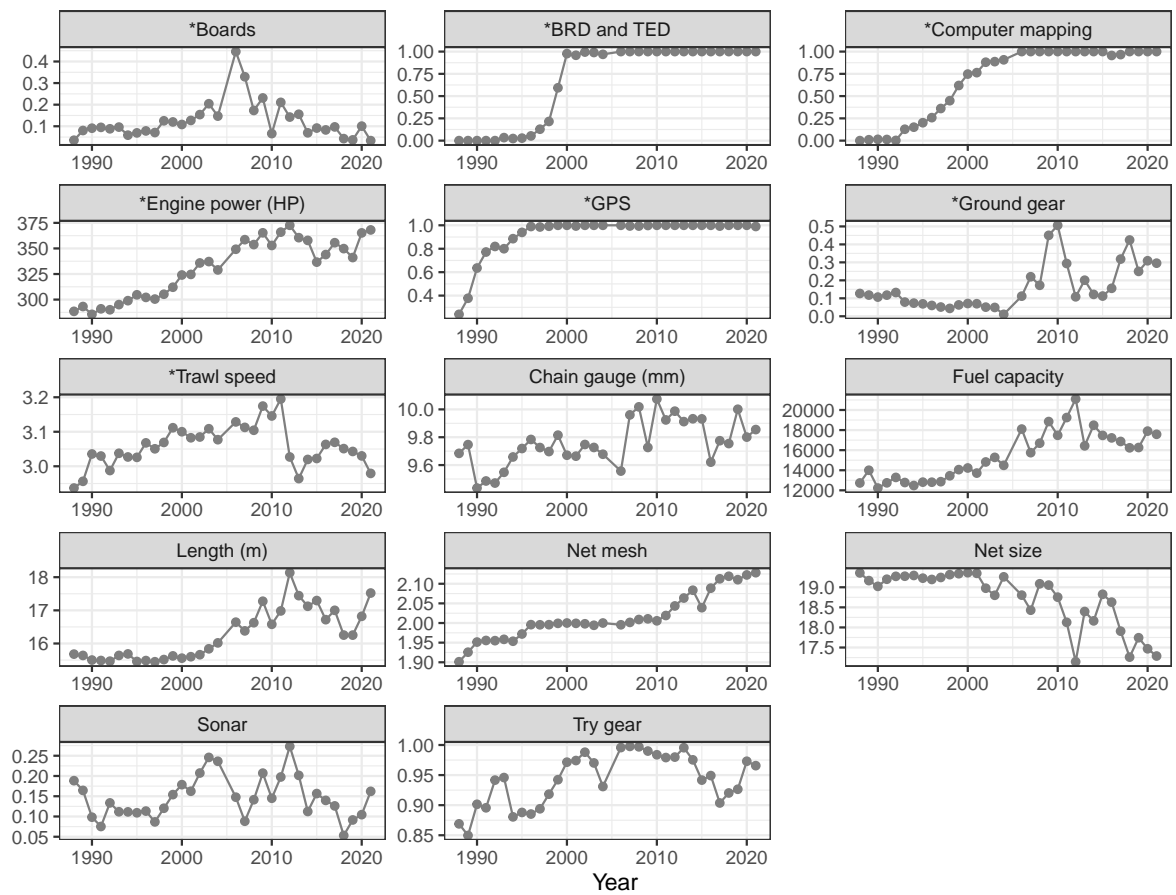 *Boards
*BRD and TED
*Computer mapping
0.4
0.3
0.2
0.1
1.00
0.75
0.50
0.25
0.00
1.00
0.75
0.50
0.25
0.00
1990 2000 2010 2020
1990 2000 2010 2020
1990 2000 2010 2020
*Engine power (HP)
*GPS
*Ground gear
375
350
325
300
1.0
0.8
0.6
0.4
0.5
0.4
0.3
0.2
0.1
0.0
1990 2000 2010 2020
1990 2000 2010 2020
1990 2000 2010 2020
*Trawl speed
Chain gauge (mm)
Fuel capacity
3.2
3.1
3.0
10.0
9.8
9.6
20000
18000
16000
14000
12000
1990 2000 2010 2020
1990 2000 2010 2020
1990 2000 2010 2020
Length (m)
Net mesh
Net size
18
17
16
2.10
2.05
2.00
1.95
1.90
19.0
18.5
18.0
17.5
1990 2000 2010 2020
1990 2000 2010 2020
1990 2000 2010 2020
Sonar
Try gear
0.25
0.20
0.15
0.10
0.05
1.00
0.95
0.90
0.85
1990 2000 2010 2020
1990 2000 2010 2020
Year